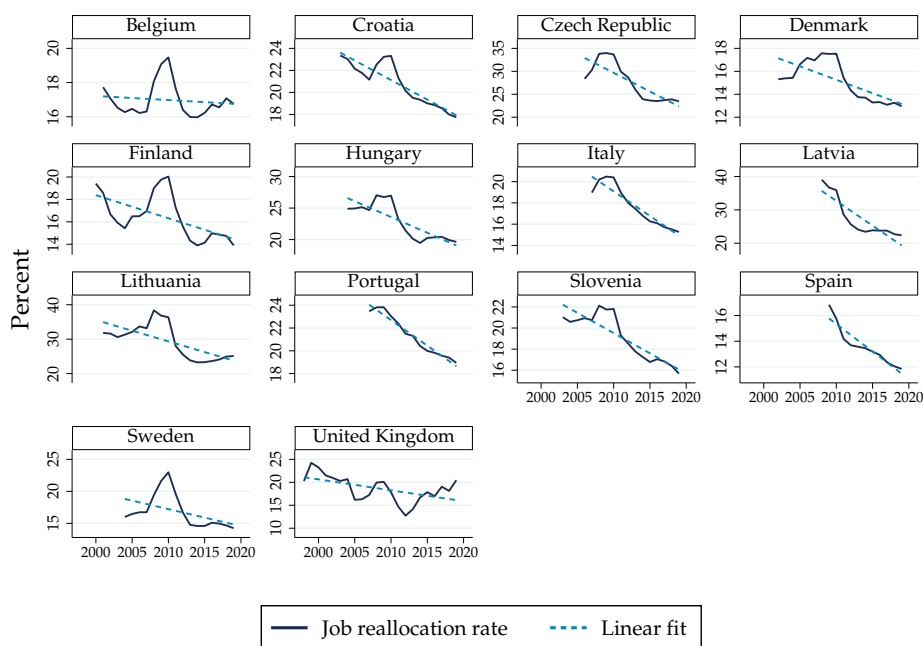 Belgium
Croatia
Czech Republic
Denmark
16 18 20
18 20 22 24
20 25 30 35
12 14 16 18
Finland
Hungary
Italy
Latvia
14 16 18 20
20 25 30
14 16 18 20
20 30 40
Percent
Lithuania
Portugal
Slovenia
Spain
20 30 40
18 20 22 24
16 18 20 22
12 14 16
2000 2005 2010 2015 2020
2000 2005 2010 2015 2020
Sweden
United Kingdom
15 20 25
10 15 20 25
2000 2005 2010 2015 2020
2000 2005 2010 2015 2020
Job reallocation rate
Linear fit